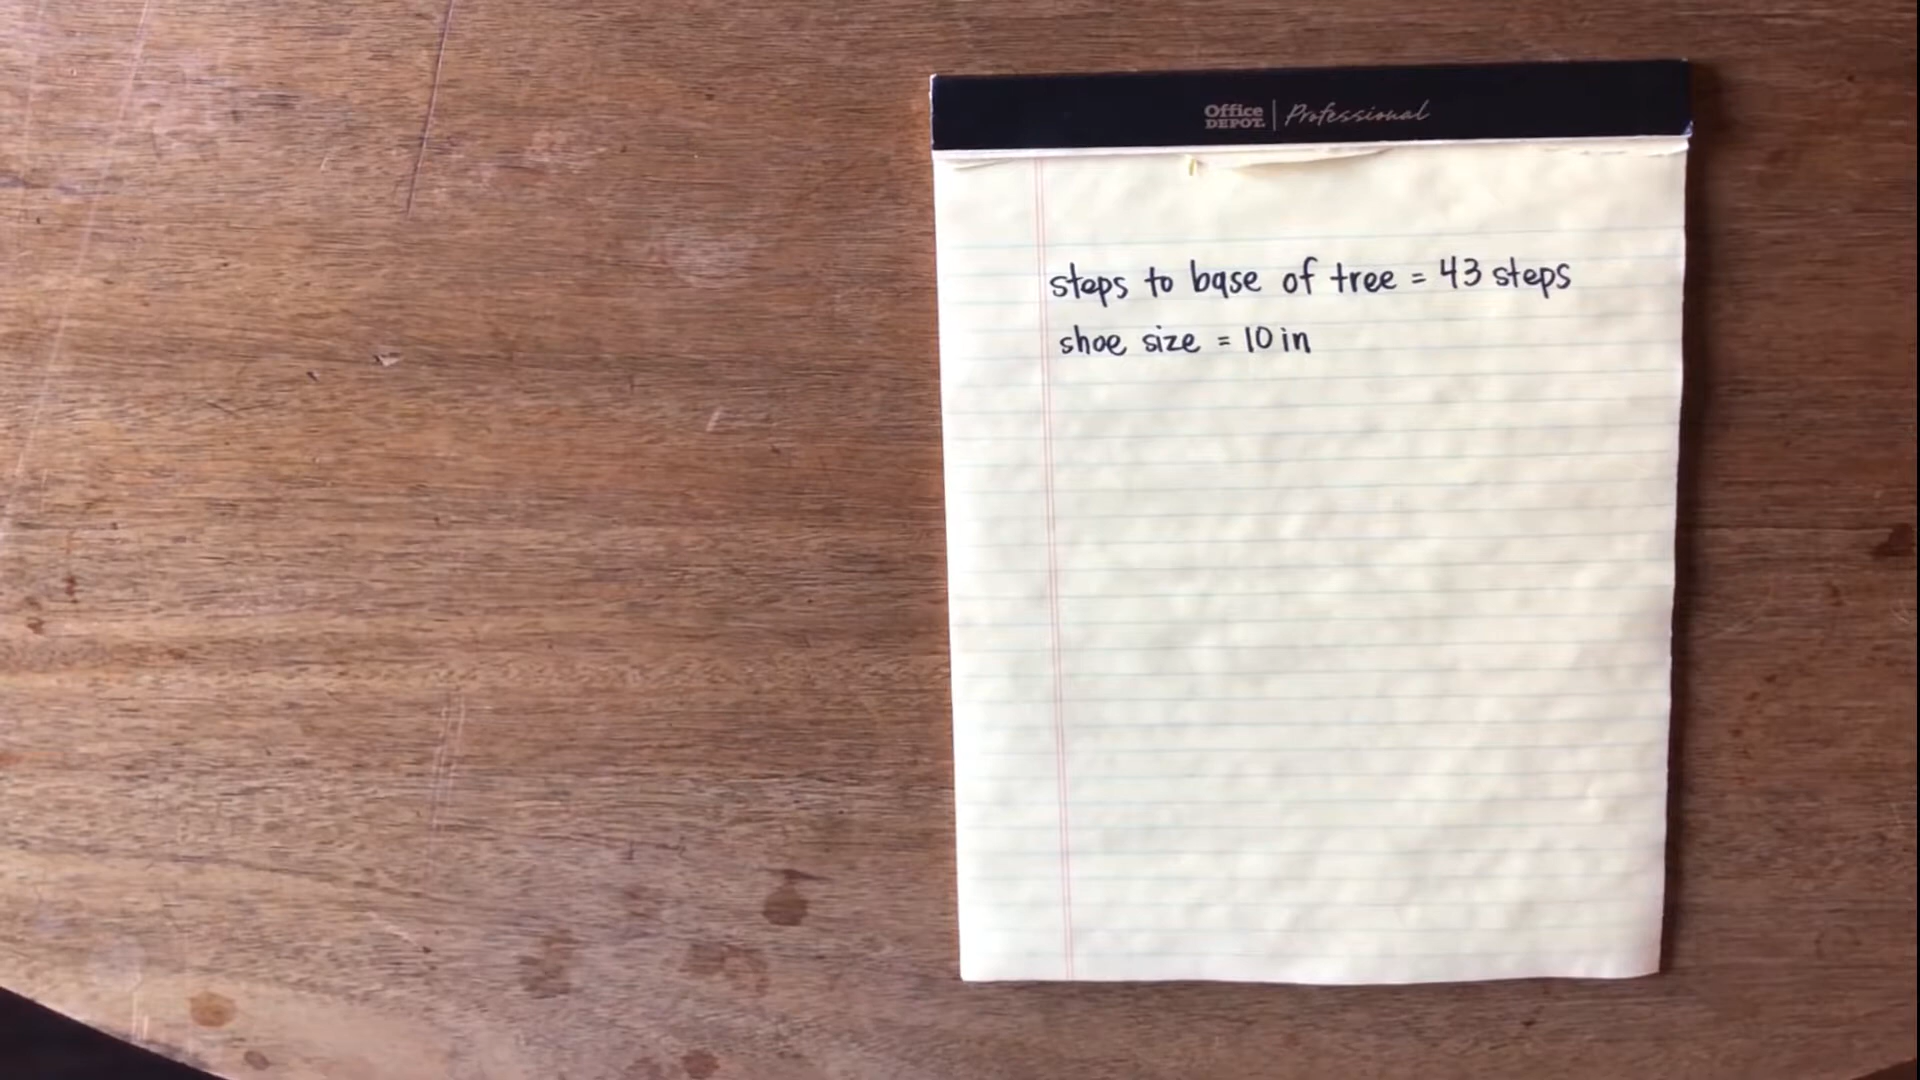 Office DEPOT. | Professional
steps to base of tree = 43 steps
shoe size = 10 in